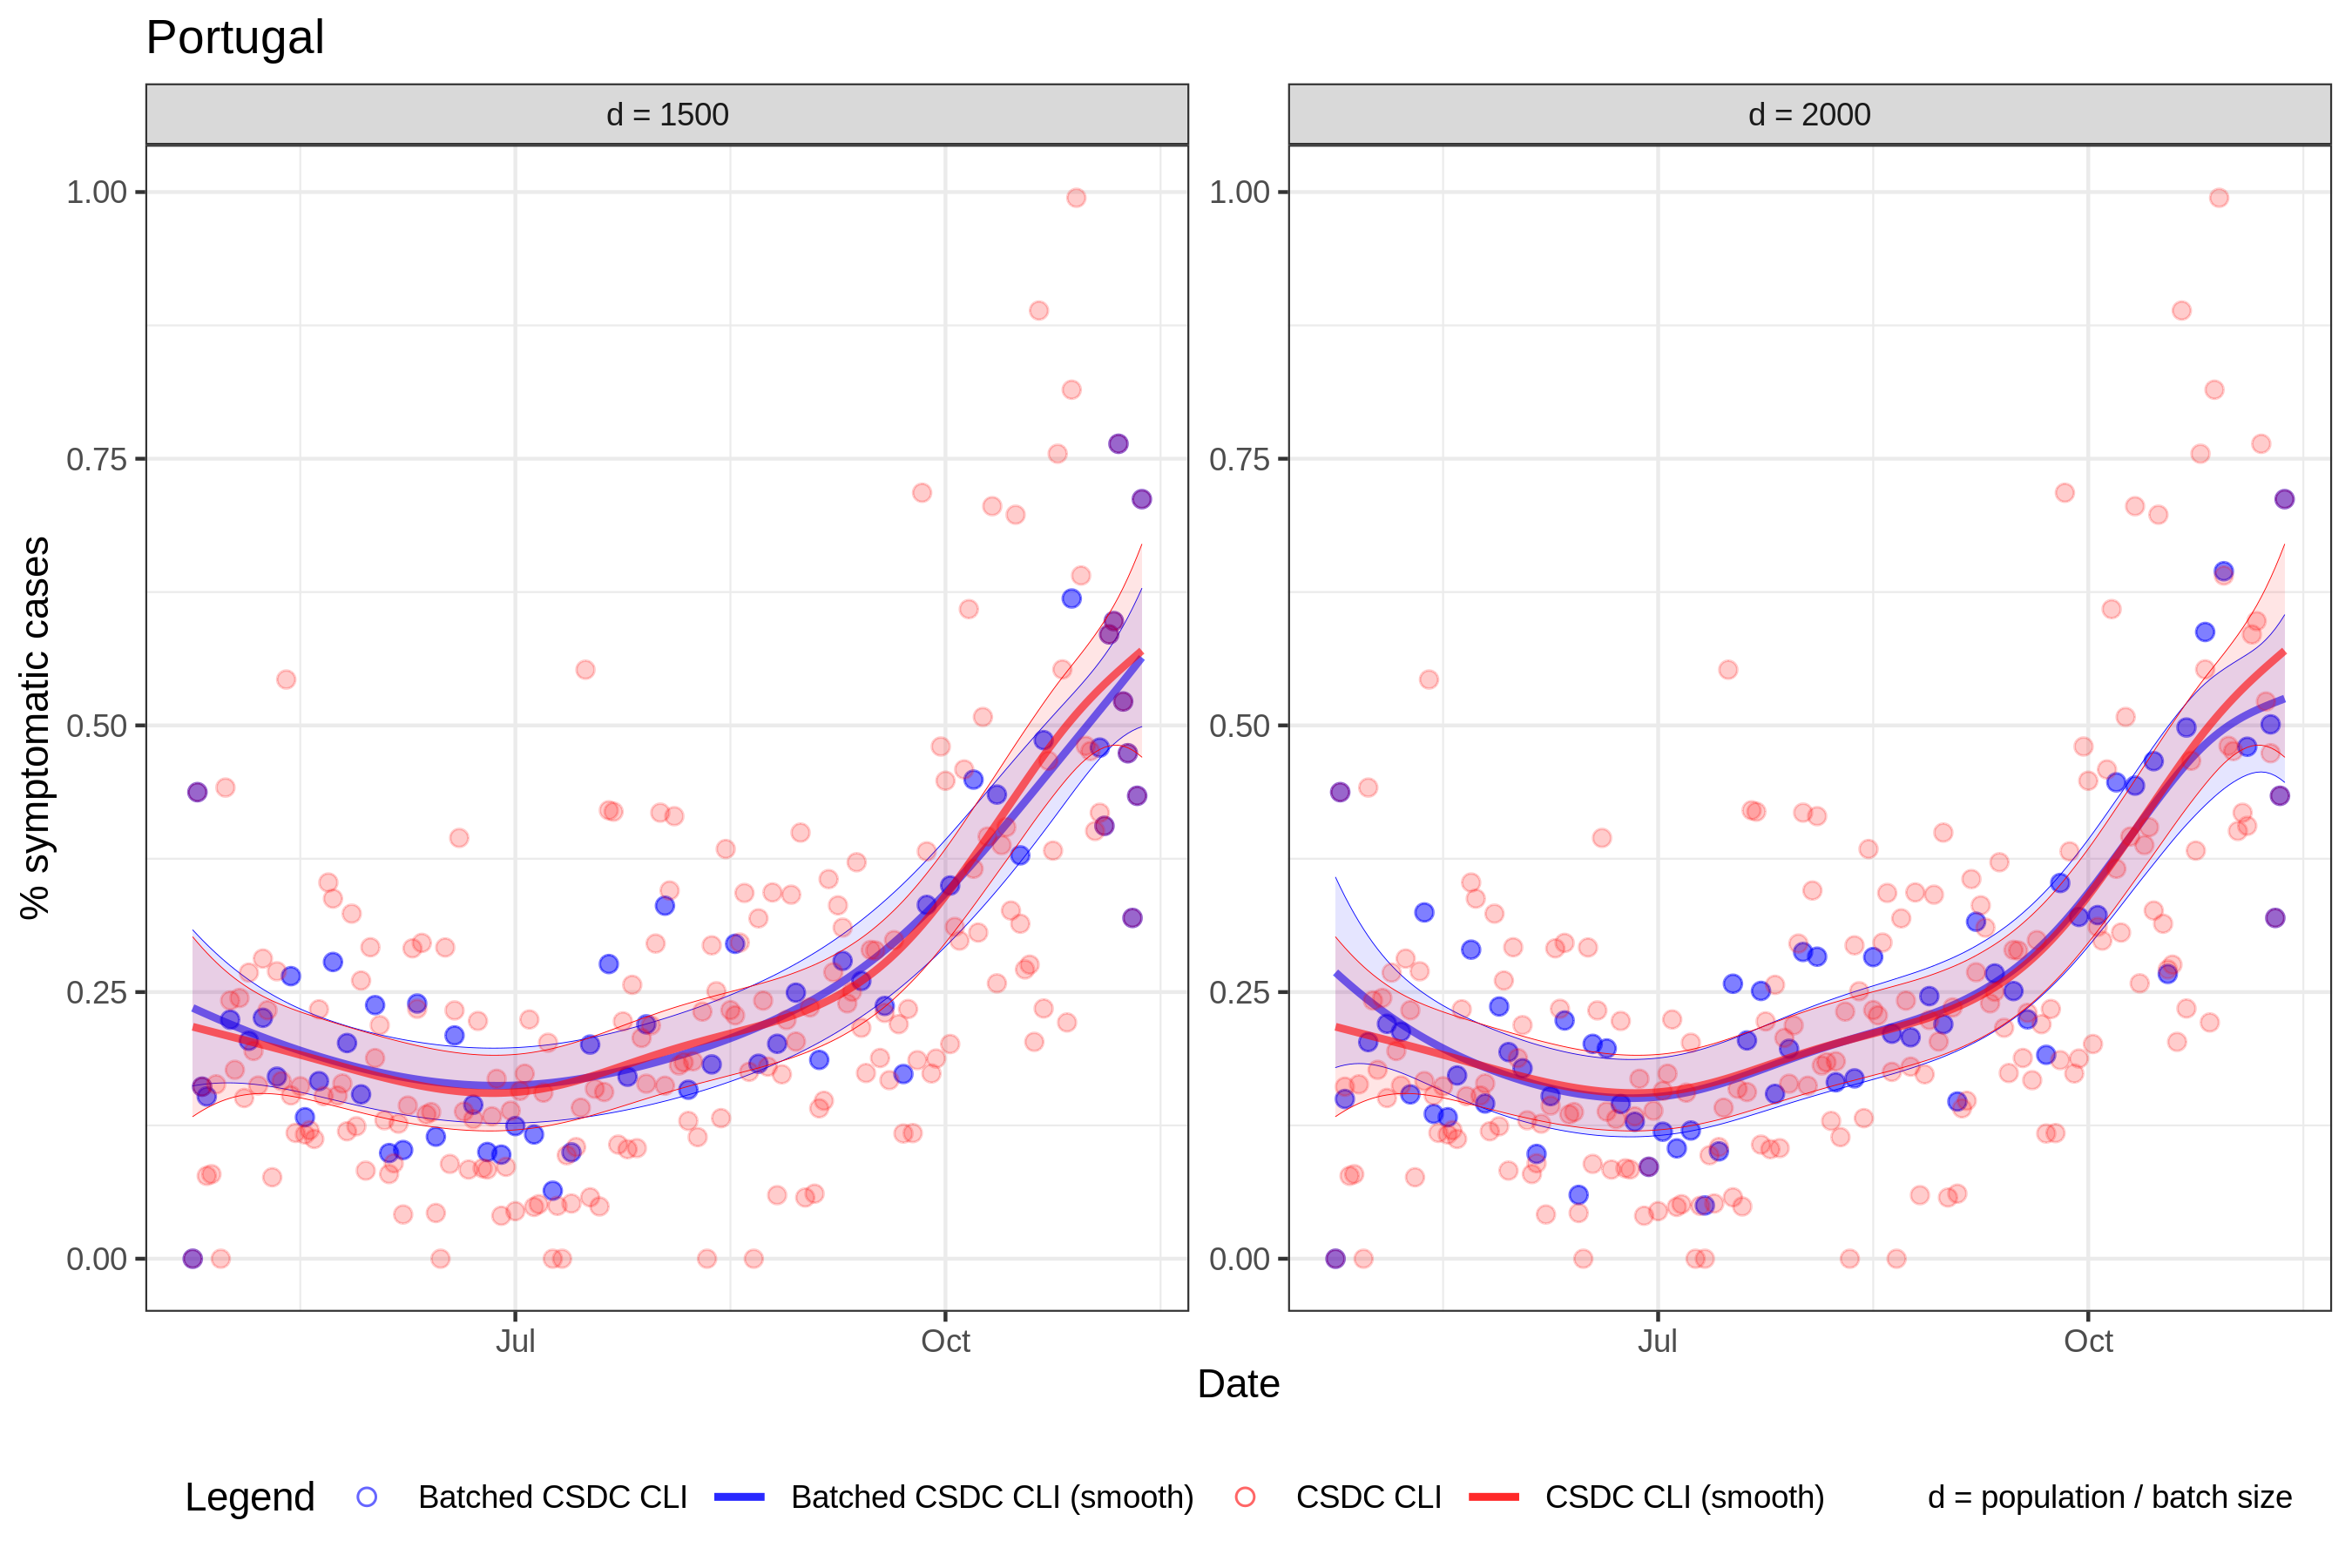 Portugal
d = 1500
d = 2000
% symptomatic cases
1.00
0.75
0.50
0.25
0.00
1.00
0.75
0.50
0.25
0.00
Jul
Oct
Jul
Oct
Date
Legend Batched CSDC CLI Batched CSDC CLI (smooth) CSDC CLI CSDC CLI (smooth) d = population / batch size